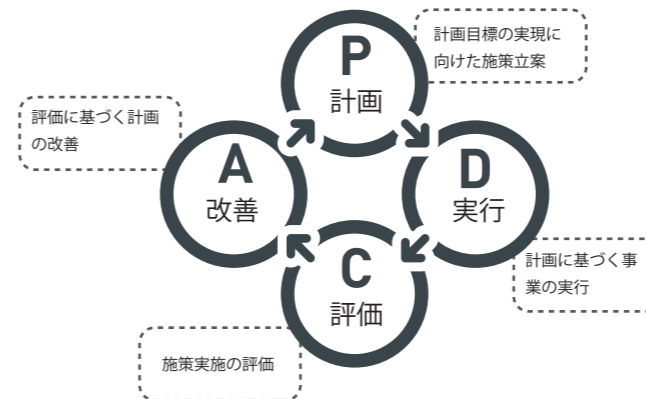 P
計画
計画目標の実現に
向けた施策立案
D
実行
計画に基づく事
業の実行
C
評価
施策実施の評価
A
改善
評価に基づく計画
の改善